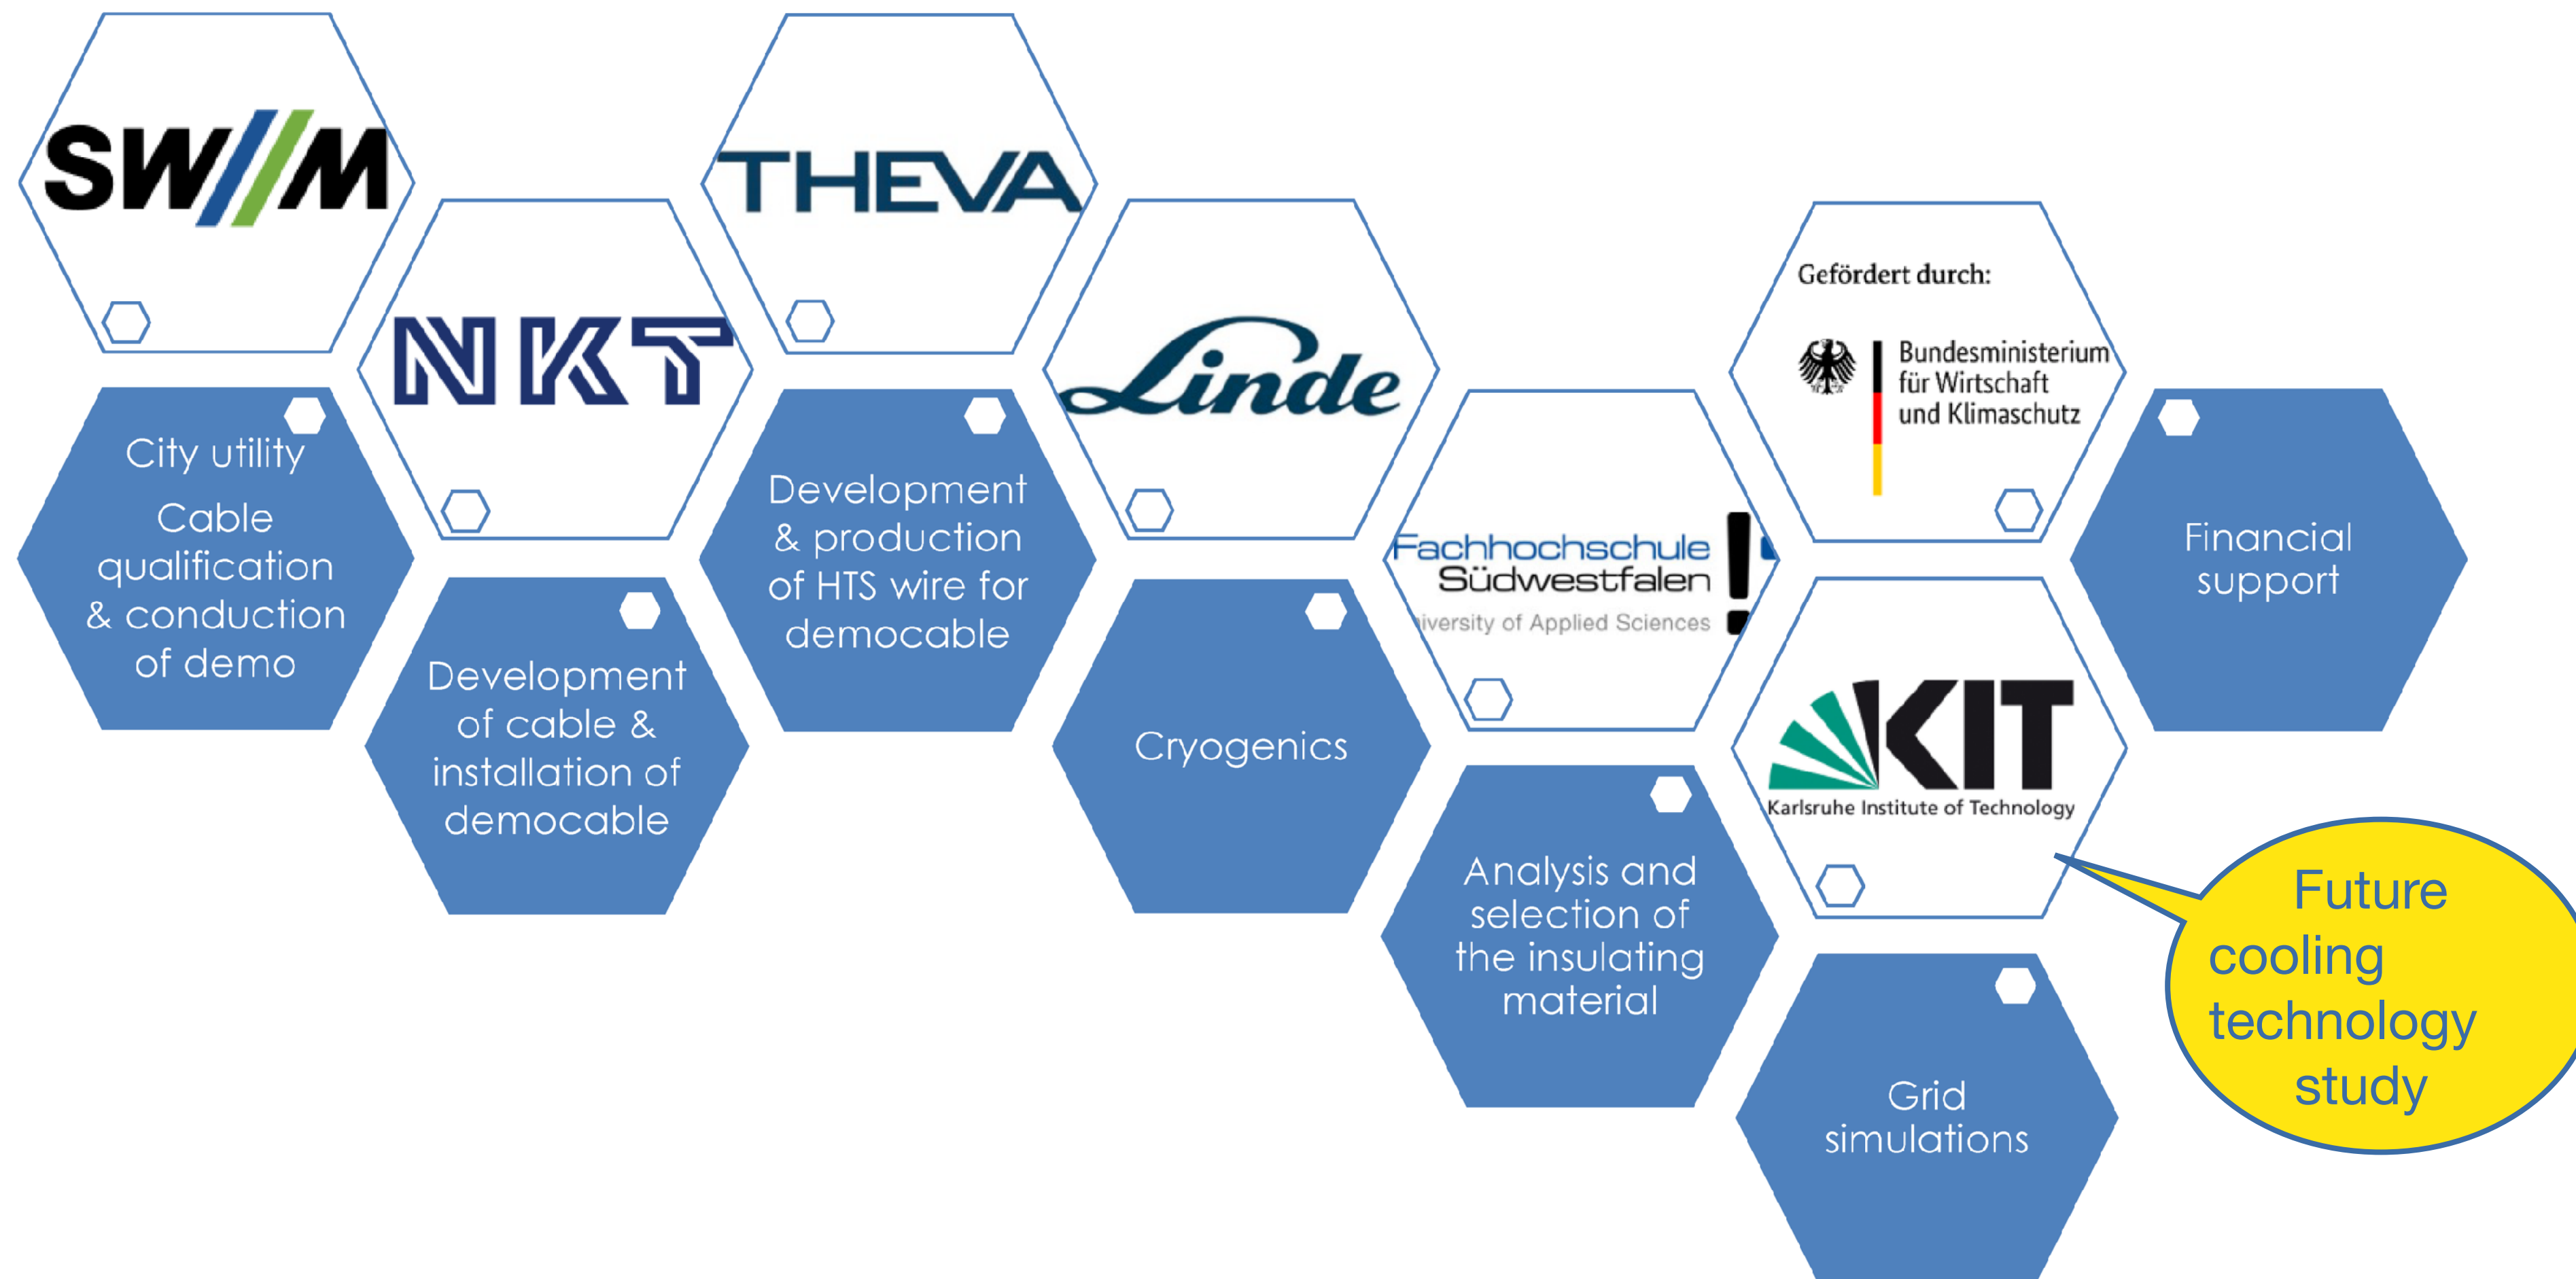 SW//M
City utility
Cable
qualification
& conduction
of demo
NKT
Development
of cable &
installation of
democable
THEVA
Development
& production
of HTS wire for
democable
Linde
Cryogenics
Fachhochschule
Südwestfalen
iversity of Applied Sciences
Analysis and
selection of
the insulating
material
Gefördert durch:
Bundesministerium
für Wirtschaft
und Klimaschutz
Financial
support
KIT
Karlsruhe Institute of Technology
Grid
simulations
Future
cooling
technology
study